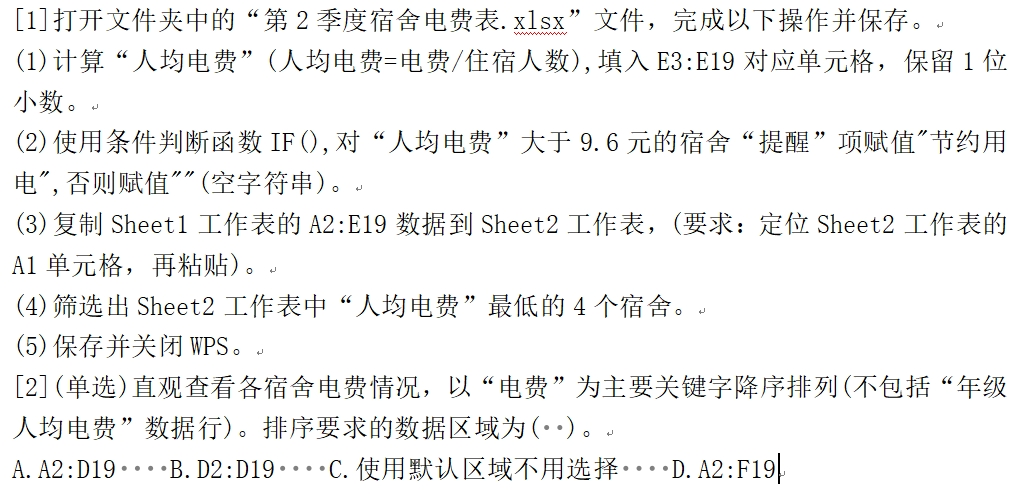 [1]打开文件夹中的“第2季度宿舍电费表.xlsx”文件，完成以下操作并保存。
(1)计算“人均电费”(人均电费=电费/住宿人数),填入E3:E19对应单元格，保留1位
小数。
(2)使用条件判断函数IF(),对“人均电费”大于9.6元的宿舍“提醒”项赋值"节约用
电",否则赋值""(空字符串)。
(3)复制Sheet1工作表的A2:E19数据到Sheet2工作表，(要求：定位Sheet2工作表的
A1单元格，再粘贴)。
(4)筛选出Sheet2工作表中“人均电费”最低的4个宿舍。
(5)保存并关闭WPS。
[2](单选)直观查看各宿舍电费情况，以“电费”为主要关键字降序排列(不包括“年级
人均电费”数据行)。排序要求的数据区域为(··)。
A.A2:D19····B.D2:D19····C.使用默认区域不用选择····D.A2:F19